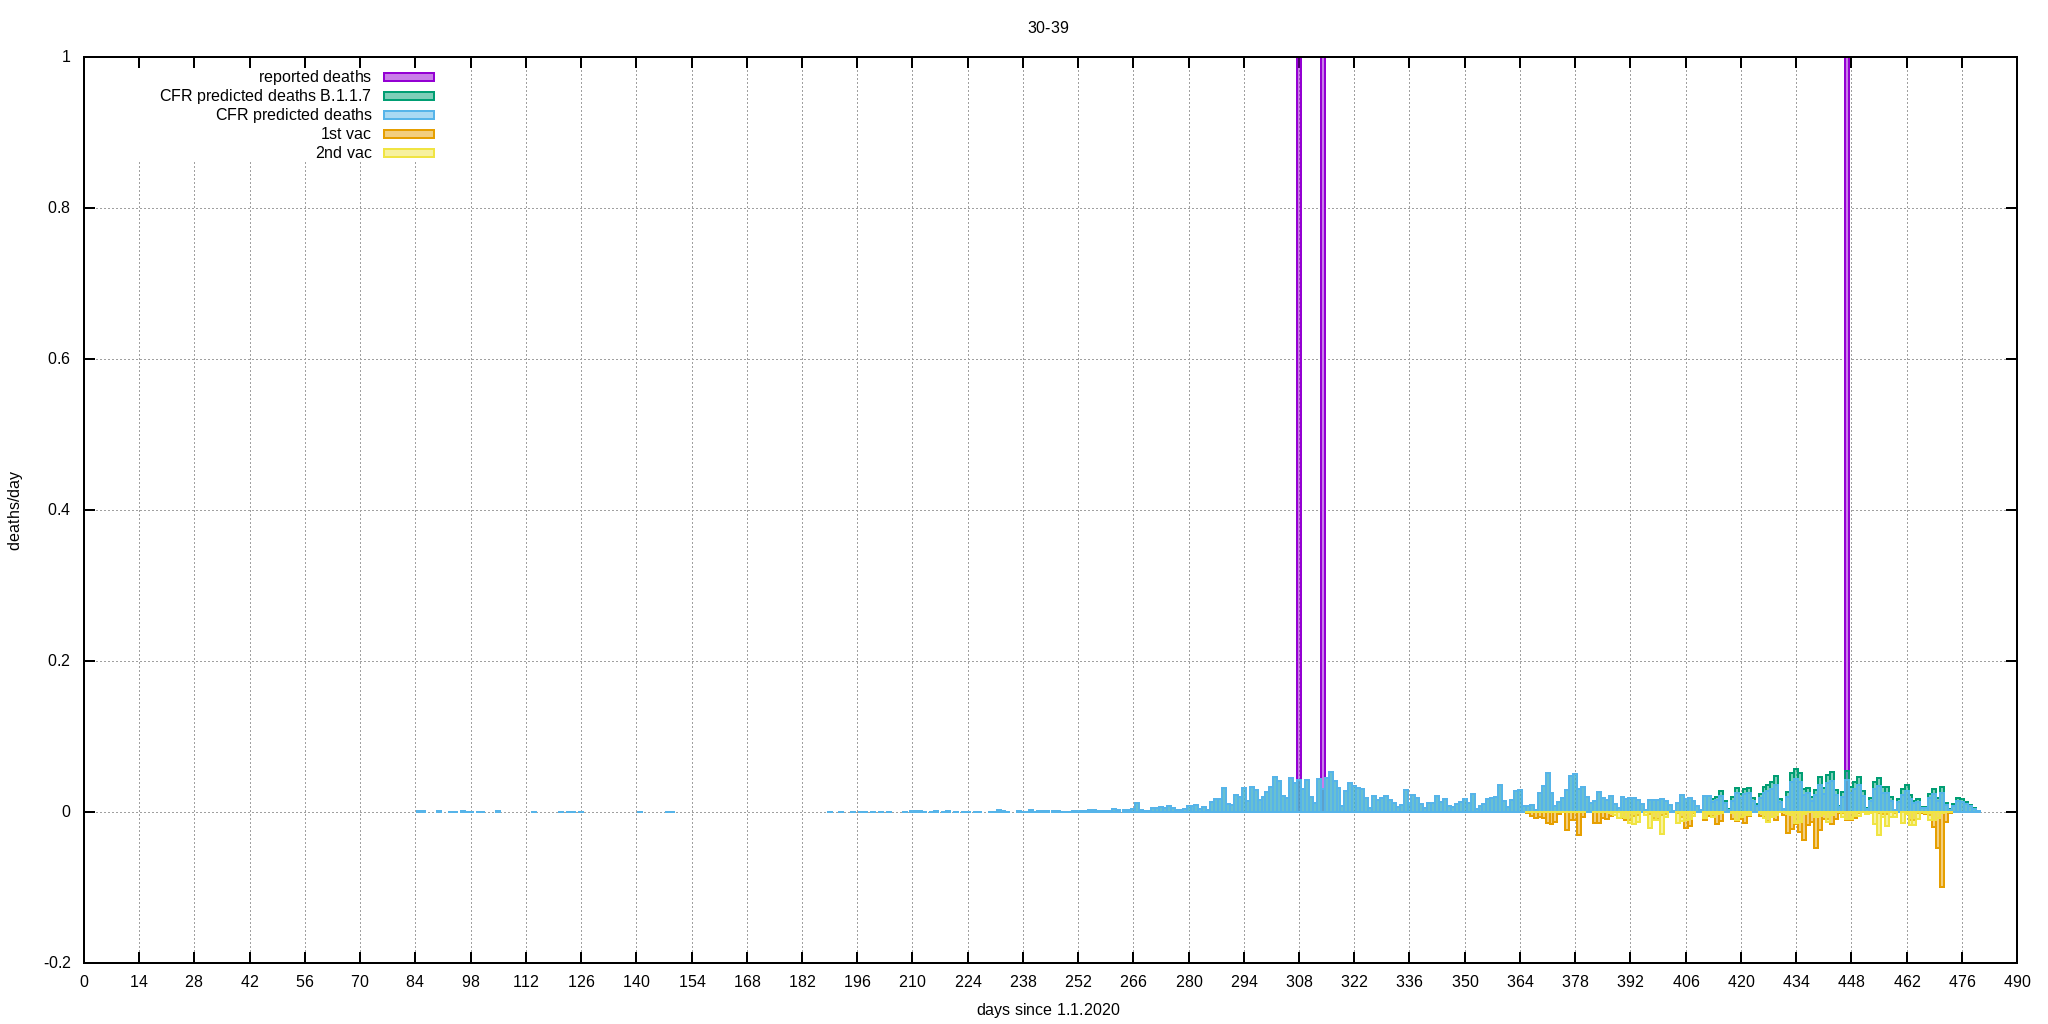 30-39
reported deaths
CFR predicted deaths B.1.1.7
CFR predicted deaths
1st vac
2nd vac
1
0.8
0.6
0.4
0.2
0
-0.2
deaths/day
0 14 28 42 56 70 84 98 112 126 140 154 168 182 196 210 224 238 252 266 280 294 308 322 336 350 364 378 392 406 420 434 448 462 476 490
days since 1.1.2020